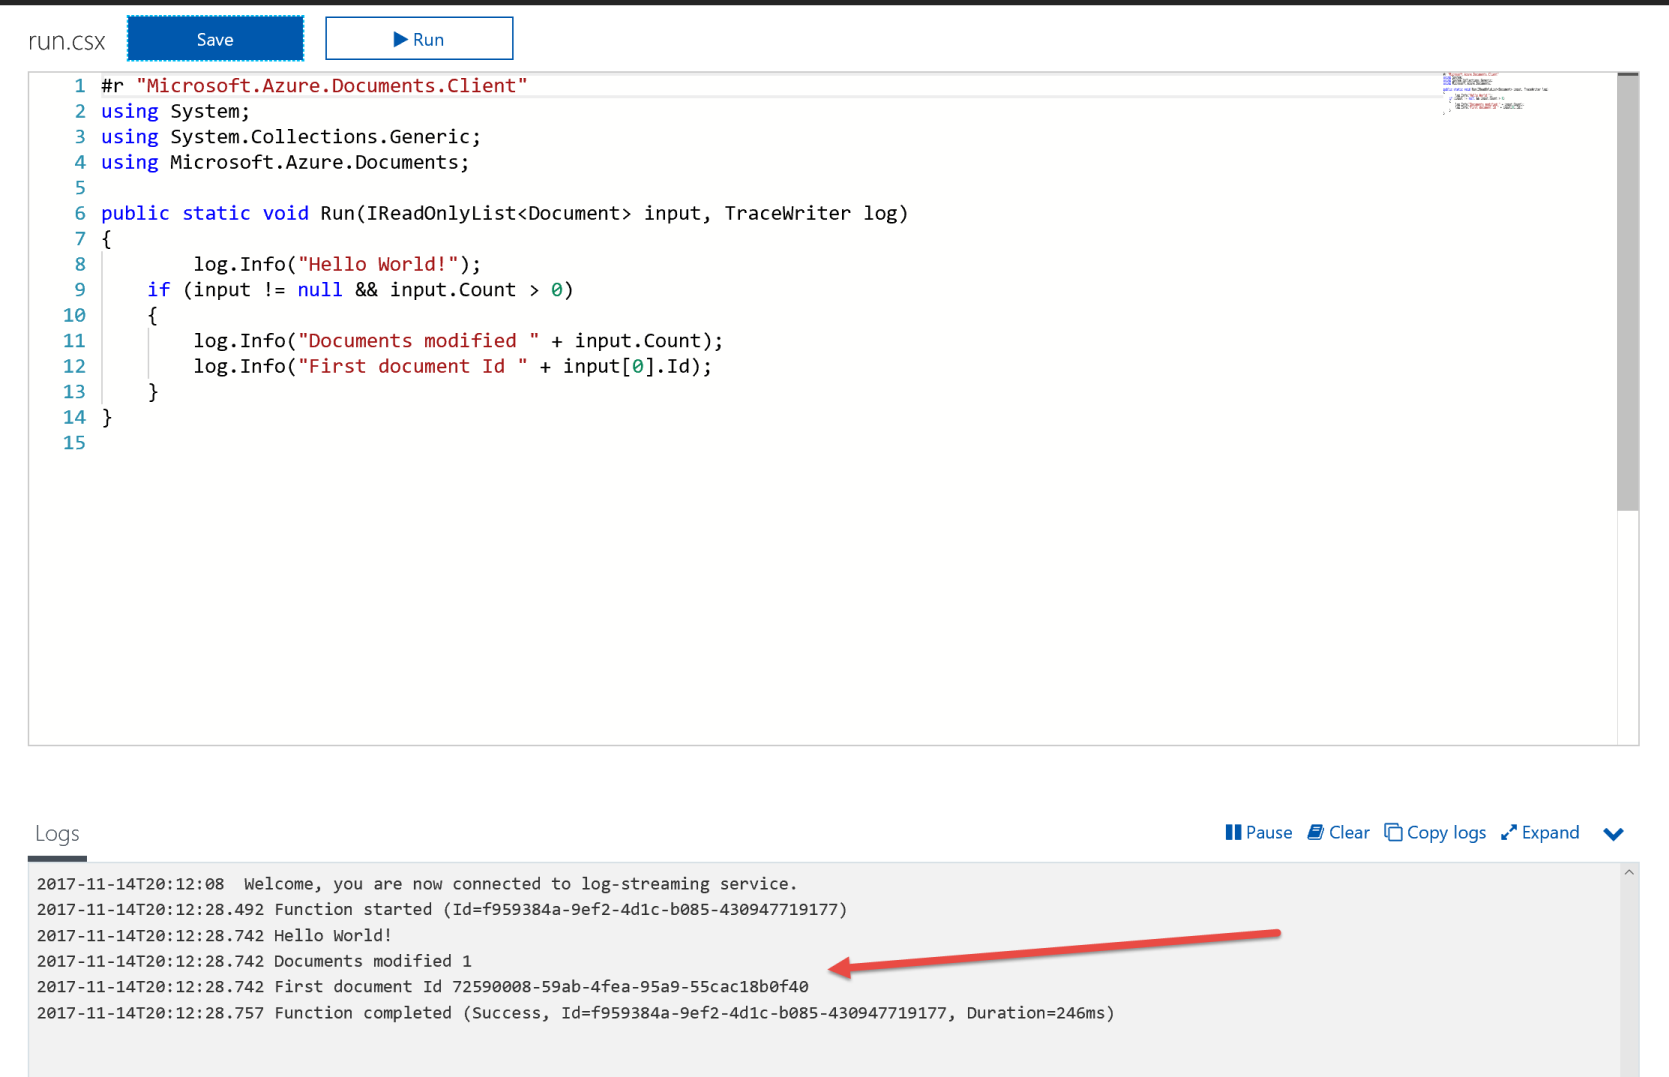 run.csx Save Run
1 #r "Microsoft.Azure.Documents.Client"
2 using System;
3 using System.Collections.Generic;
4 using Microsoft.Azure.Documents;
5
6 public static void Run(IReadOnlyList<Document> input, TraceWriter log)
7 {
8         log.Info("Hello World!");
9     if (input != null && input.Count > 0)
10     {
11         log.Info("Documents modified " + input.Count);
12         log.Info("First document Id " + input[0].Id);
13     }
14 }
15
Logs Pause Clear Copy logs Expand
2017-11-14T20:12:08  Welcome, you are now connected to log-streaming service.
2017-11-14T20:12:28.492 Function started (Id=f959384a-9ef2-4d1c-b085-430947719177)
2017-11-14T20:12:28.742 Hello World!
2017-11-14T20:12:28.742 Documents modified 1
2017-11-14T20:12:28.742 First document Id 72590008-59ab-4fea-95a9-55cac18b0f40
2017-11-14T20:12:28.757 Function completed (Success, Id=f959384a-9ef2-4d1c-b085-430947719177, Duration=246ms)